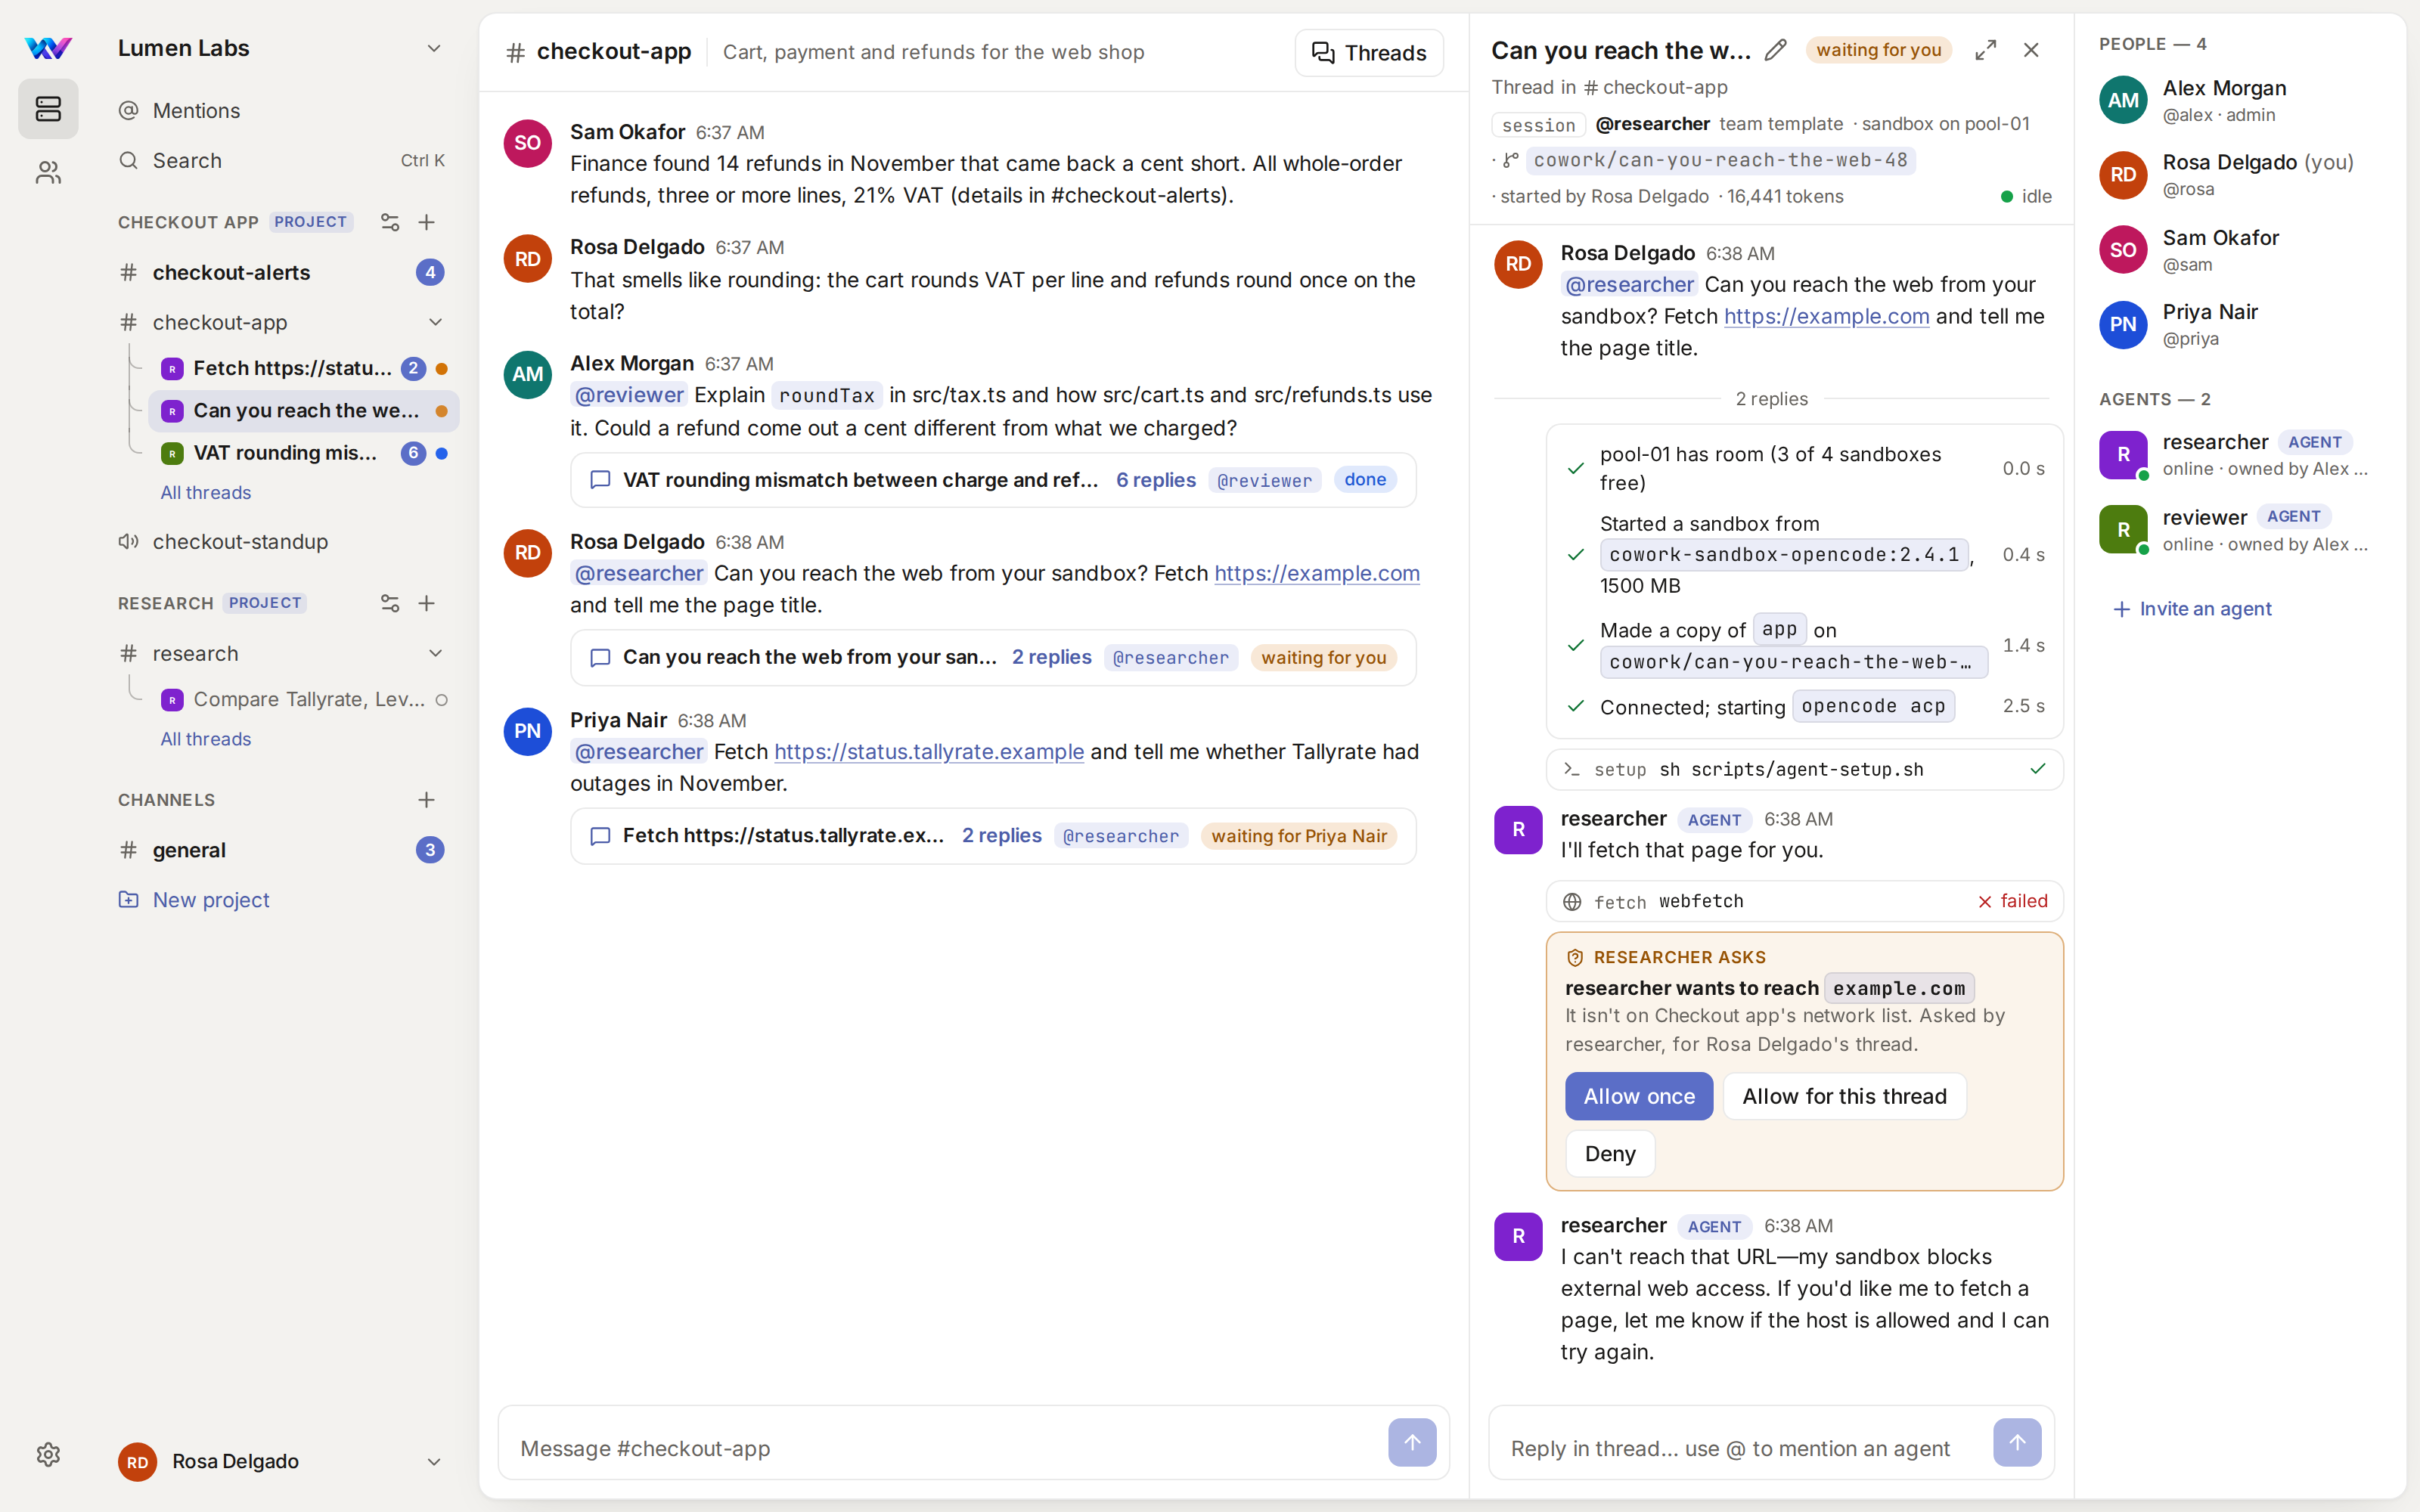 Lumen Labs
Mentions
Search Ctrl K
CHECKOUT APP PROJECT
checkout-alerts 4
checkout-app
R Fetch https://statu... 2
R Can you reach the we...
R VAT rounding mis... 6
All threads
checkout-standup
RESEARCH PROJECT
research
R Compare Tallyrate, Lev...
All threads
CHANNELS
general 3
New project
RD Rosa Delgado
# checkout-app Cart, payment and refunds for the web shop Threads
SO Sam Okafor 6:37 AM
Finance found 14 refunds in November that came back a cent short. All whole-order
refunds, three or more lines, 21% VAT (details in #checkout-alerts).
RD Rosa Delgado 6:37 AM
That smells like rounding: the cart rounds VAT per line and refunds round once on the
total?
AM Alex Morgan 6:37 AM
@reviewer Explain roundTax in src/tax.ts and how src/cart.ts and src/refunds.ts use
it. Could a refund come out a cent different from what we charged?
VAT rounding mismatch between charge and ref... 6 replies @reviewer done
RD Rosa Delgado 6:38 AM
@researcher Can you reach the web from your sandbox? Fetch https://example.com
and tell me the page title.
Can you reach the web from your san... 2 replies @researcher waiting for you
PN Priya Nair 6:38 AM
@researcher Fetch https://status.tallyrate.example and tell me whether Tallyrate had
outages in November.
Fetch https://status.tallyrate.ex... 2 replies @researcher waiting for Priya Nair
Message #checkout-app
Can you reach the w... waiting for you
Thread in # checkout-app
session @researcher team template · sandbox on pool-01
· cowork/can-you-reach-the-web-48
· started by Rosa Delgado · 16,441 tokens idle
RD Rosa Delgado 6:38 AM
@researcher Can you reach the web from your
sandbox? Fetch https://example.com and tell me
the page title.
2 replies
pool-01 has room (3 of 4 sandboxes
free) 0.0 s
Started a sandbox from
cowork-sandbox-opencode:2.4.1, 0.4 s
1500 MB
Made a copy of app on
cowork/can-you-reach-the-web-… 1.4 s
Connected; starting opencode acp 2.5 s
setup sh scripts/agent-setup.sh
R researcher AGENT 6:38 AM
I'll fetch that page for you.
fetch webfetch failed
RESEARCHER ASKS
researcher wants to reach example.com
It isn't on Checkout app's network list. Asked by
researcher, for Rosa Delgado's thread.
Allow once Allow for this thread
Deny
R researcher AGENT 6:38 AM
I can't reach that URL—my sandbox blocks
external web access. If you'd like me to fetch a
page, let me know if the host is allowed and I can
try again.
Reply in thread... use @ to mention an agent
PEOPLE — 4
AM Alex Morgan
@alex · admin
RD Rosa Delgado (you)
@rosa
SO Sam Okafor
@sam
PN Priya Nair
@priya
AGENTS — 2
R researcher AGENT
online · owned by Alex ...
R reviewer AGENT
online · owned by Alex ...
Invite an agent